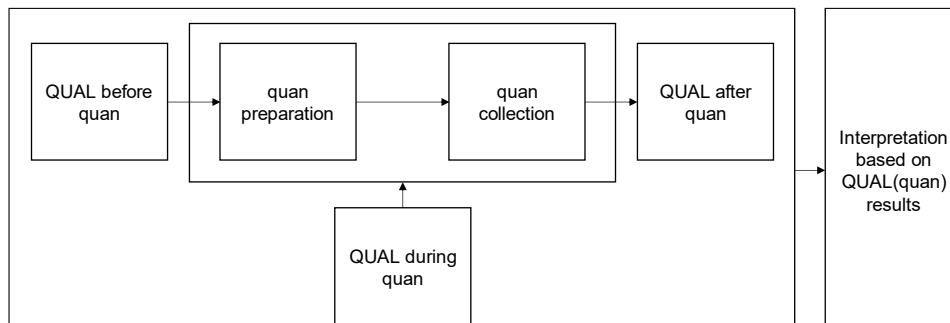 QUAL before
quan
quan
preparation
quan
collection
QUAL after
quan
QUAL during
quan
Interpretation
based on
QUAL(quan)
results